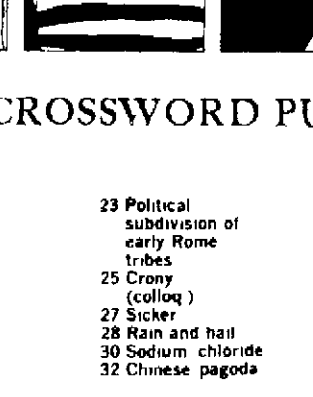 CROSSWORD PU
23 Political
subdivision of
early Rome
tribes
25 Crony
(colloq)
27 Sicker
28 Rain and hail
30 Sodium chloride
32 Chinese pagoda